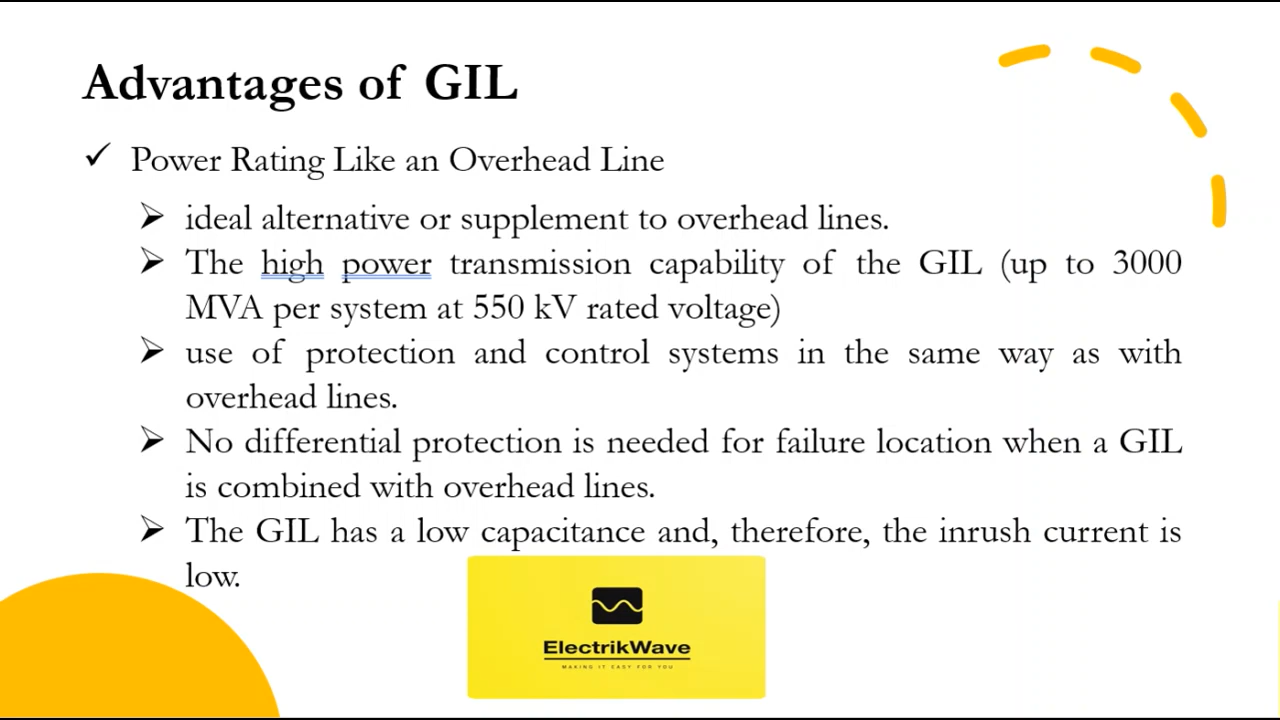 Advantages of GIL
✓ Power Rating Like an Overhead Line
➢ ideal alternative or supplement to overhead lines.
➢ The high power transmission capability of the GIL (up to 3000
MVA per system at 550 kV rated voltage)
➢ use of protection and control systems in the same way as with
overhead lines.
➢ No differential protection is needed for failure location when a GIL
is combined with overhead lines.
➢ The GIL has a low capacitance and, therefore, the inrush current is
low.
ElectrikWave
MAKING IT EASY FOR YOU